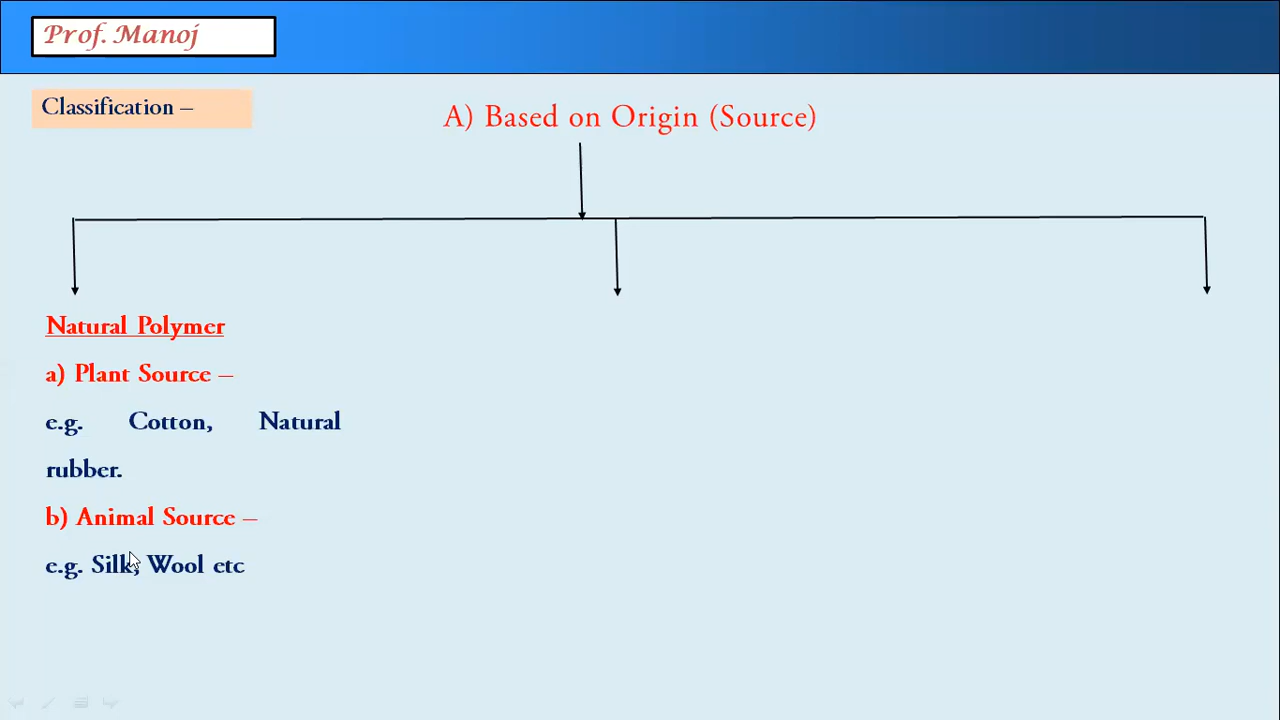 Prof. Manoj
Classification –
A) Based on Origin (Source)
Natural Polymer
a) Plant Source –
e.g. Cotton, Natural
rubber.
b) Animal Source –
e.g. Silk, Wool etc